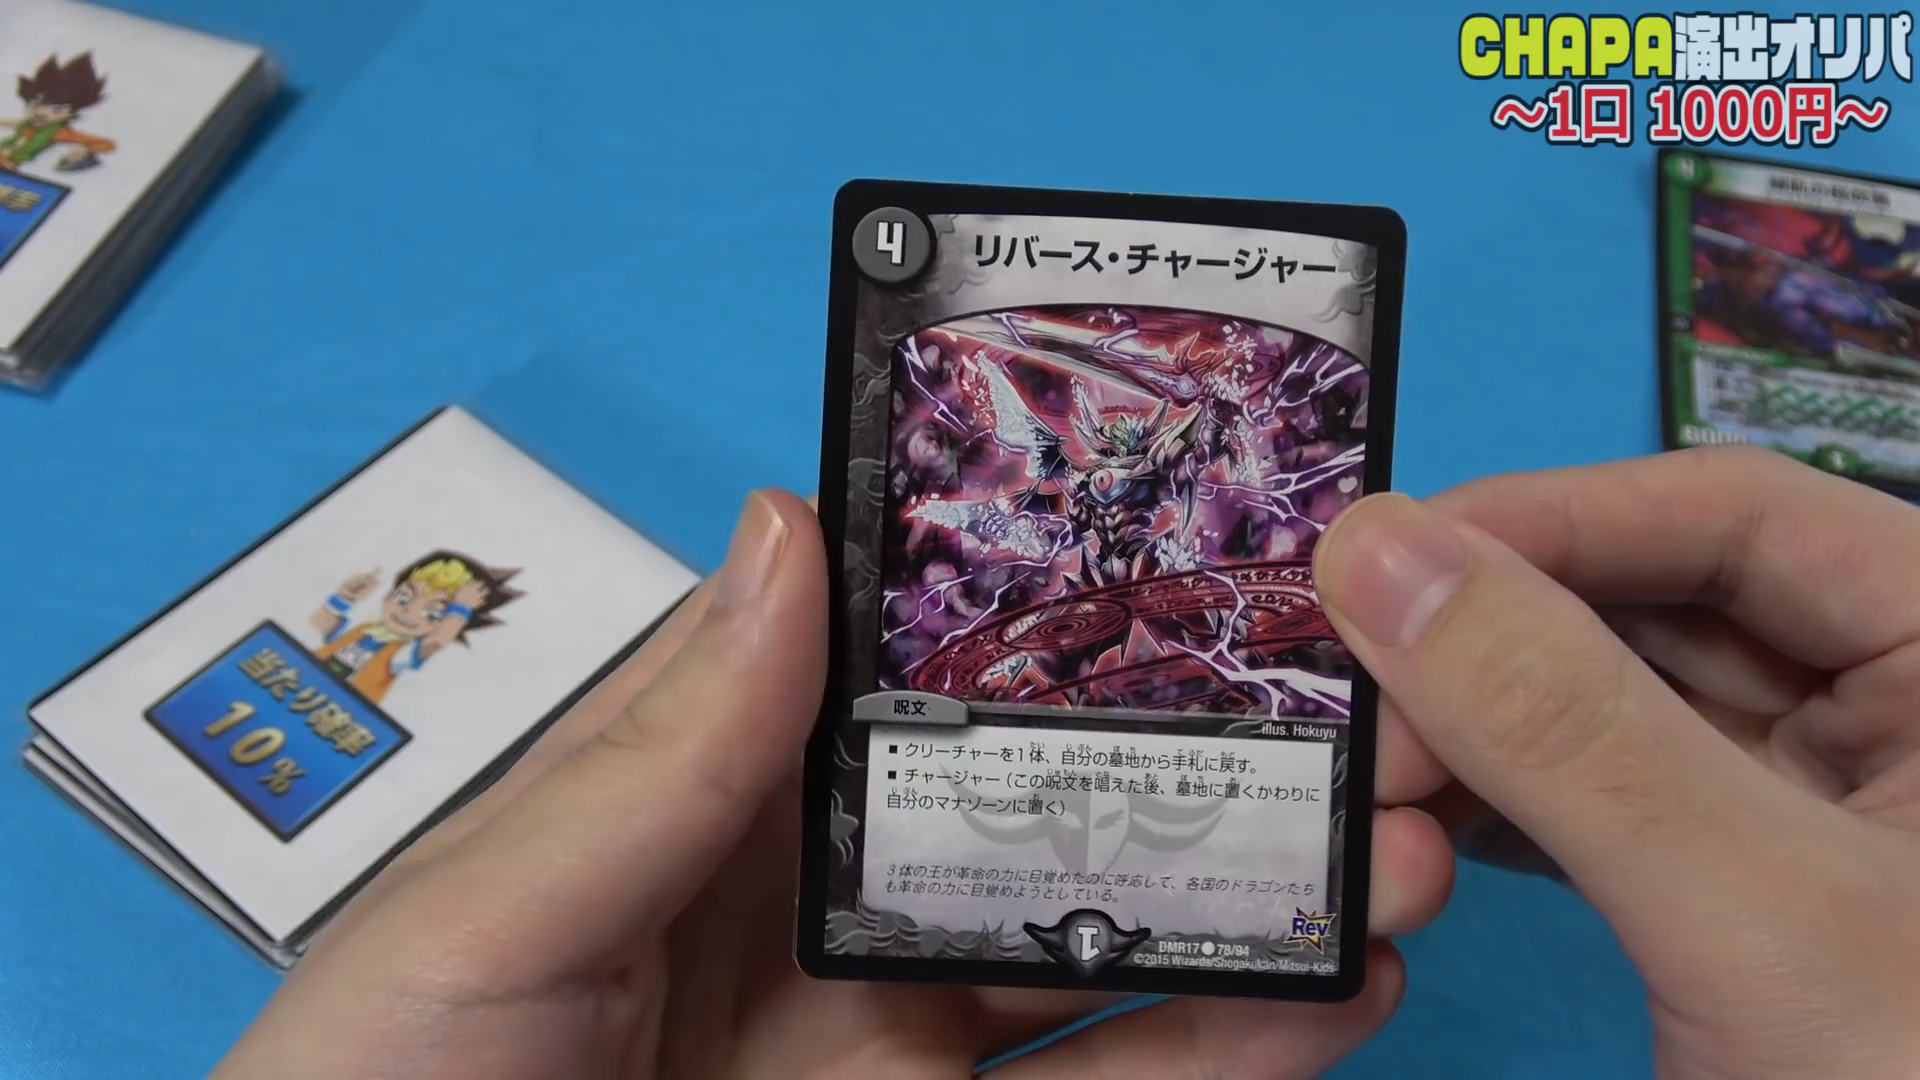 CHAPA演出オリパ
～1口 1000円～
4
リバース・チャージャー
呪文
illus. Hokuyu
■ クリーチャーを1体、自分の墓地から手札に戻す。
■ チャージャー（この呪文を唱えた後、墓地に置くかわりに
自分のマナゾーンに置く）
3体の王が革命の力に目覚めたのに呼応して、各国のドラゴンたち
も革命の力に目覚めようとしている。
Rev
1
DMR17 78/94
©2015 Wizards/Shogakukan/Mitsui-Kids
当たり確率
10%